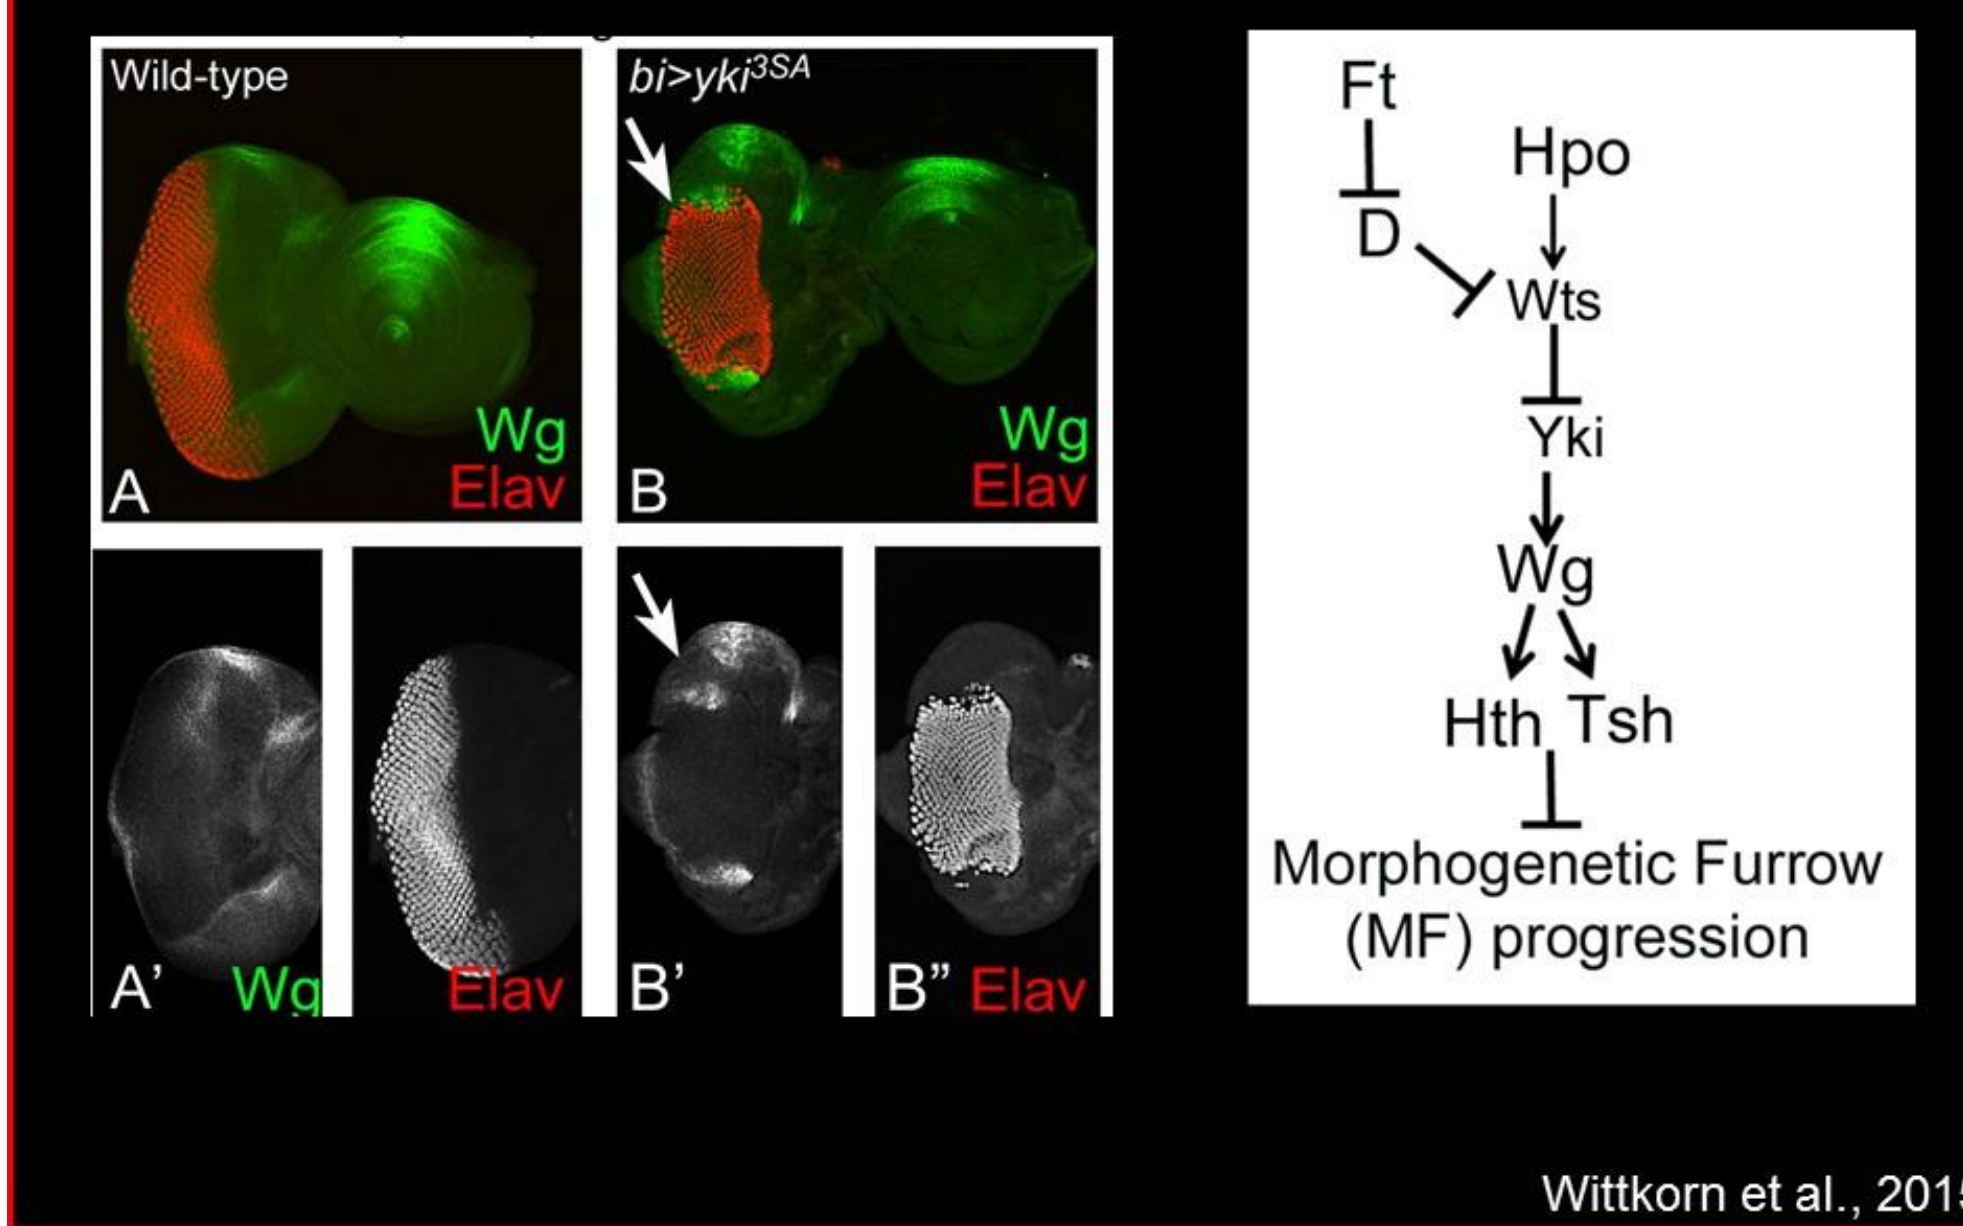 Wild-type
Wg
Elav
A
bi>yki3SA
Wg
Elav
B
A’
Wg
Elav
B’
B”
Elav
Ft
Hpo
D
Wts
Yki
Wg
Hth Tsh
Morphogenetic Furrow
(MF) progression
Wittkorn et al., 2015